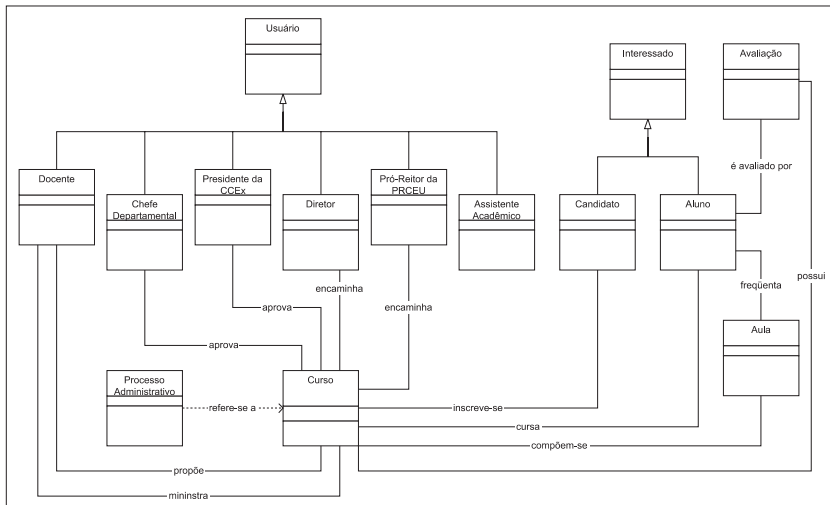 Usuário
Interessado
Avaliação
Docente
Chefe
Departamental
Presidente da
CCEx
Diretor
Pró-Reitor da
PRCEU
Assistente
Acadêmico
Candidato
Aluno
é avaliado por
possui
freqüenta
encaminha
encaminha
aprova
aprova
Aula
Processo
Administrativo
refere-se a
Curso
inscreve-se
cursa
compõem-se
propõe
mininstra